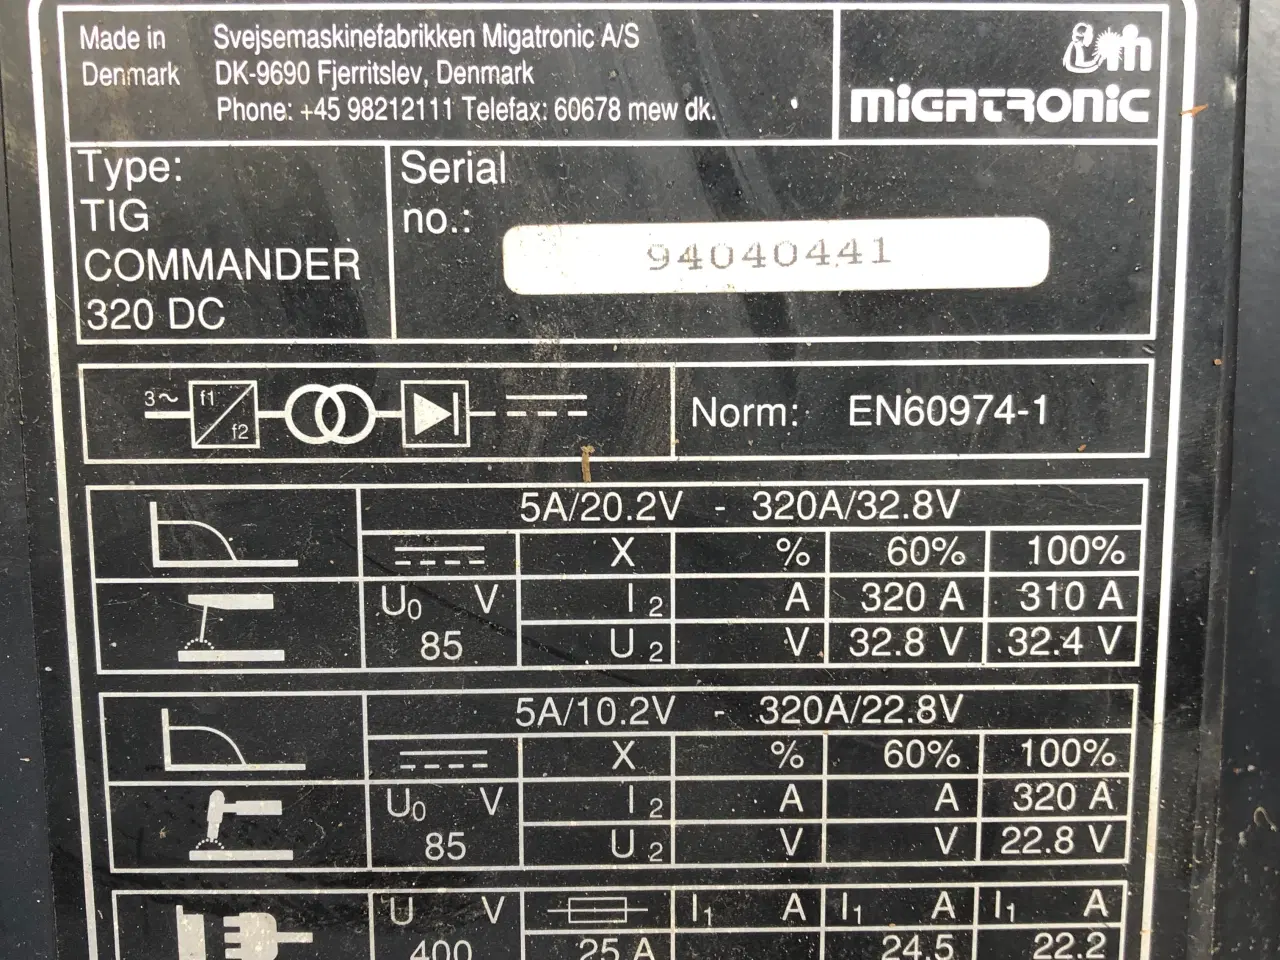 Made in Svejsemaskinefabrikken Migatronic A/S
Denmark DK-9690 Fjerritslev, Denmark
Phone: +45 98212111 Telefax: 60678 mew dk.
MIGATRONIC
Type:
TIG
COMMANDER
320 DC
Serial
no.:
94040441
3~ f1 f2
Norm: EN60974-1
5A/20.2V - 320A/32.8V
X % 60% 100%
U0 V I2 A 320 A 310 A
85 U2 V 32.8 V 32.4 V
5A/10.2V - 320A/22.8V
X % 60% 100%
U0 V I2 A A 320 A
85 U2 V V 22.8 V
U V I1 A I1 A I1 A
400 25 A 24.5 22.2